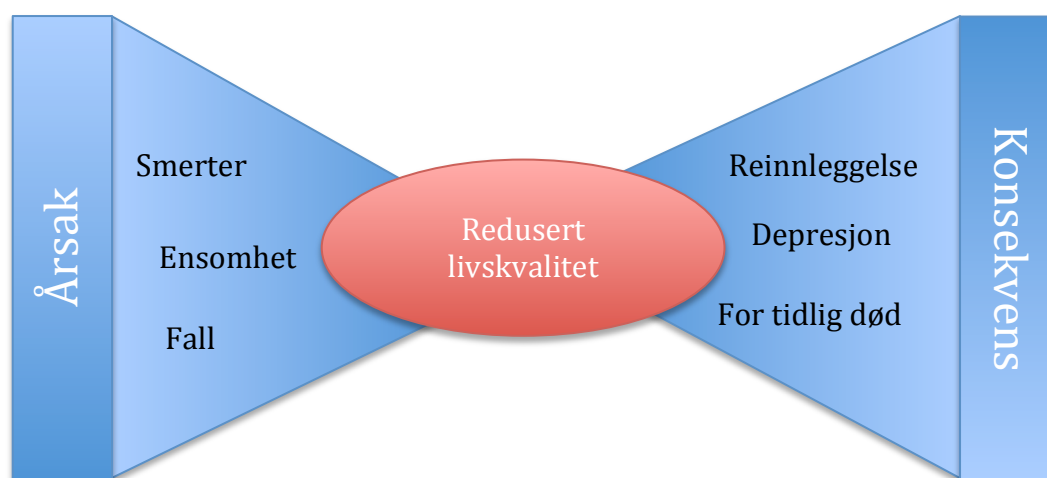 Årsak
Smerter
Ensomhet
Fall
Redusert
livskvalitet
Reinnleggelse
Depresjon
For tidlig død
Konsekvens